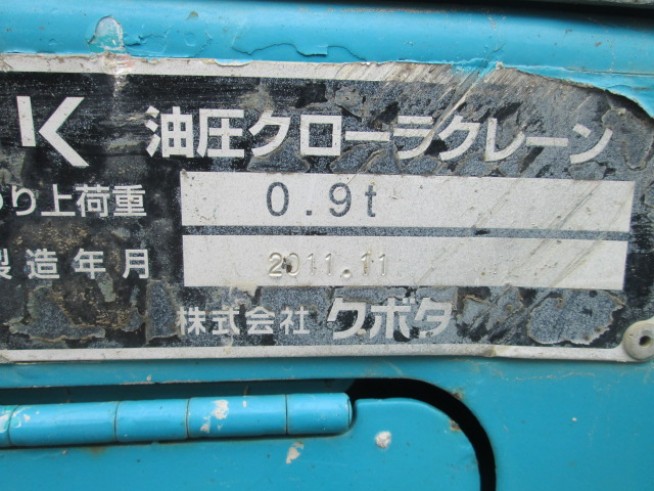 K 油圧クローラクレーン
つり上荷重 0.9t
製造年月 2011.11
株式会社 クボタ